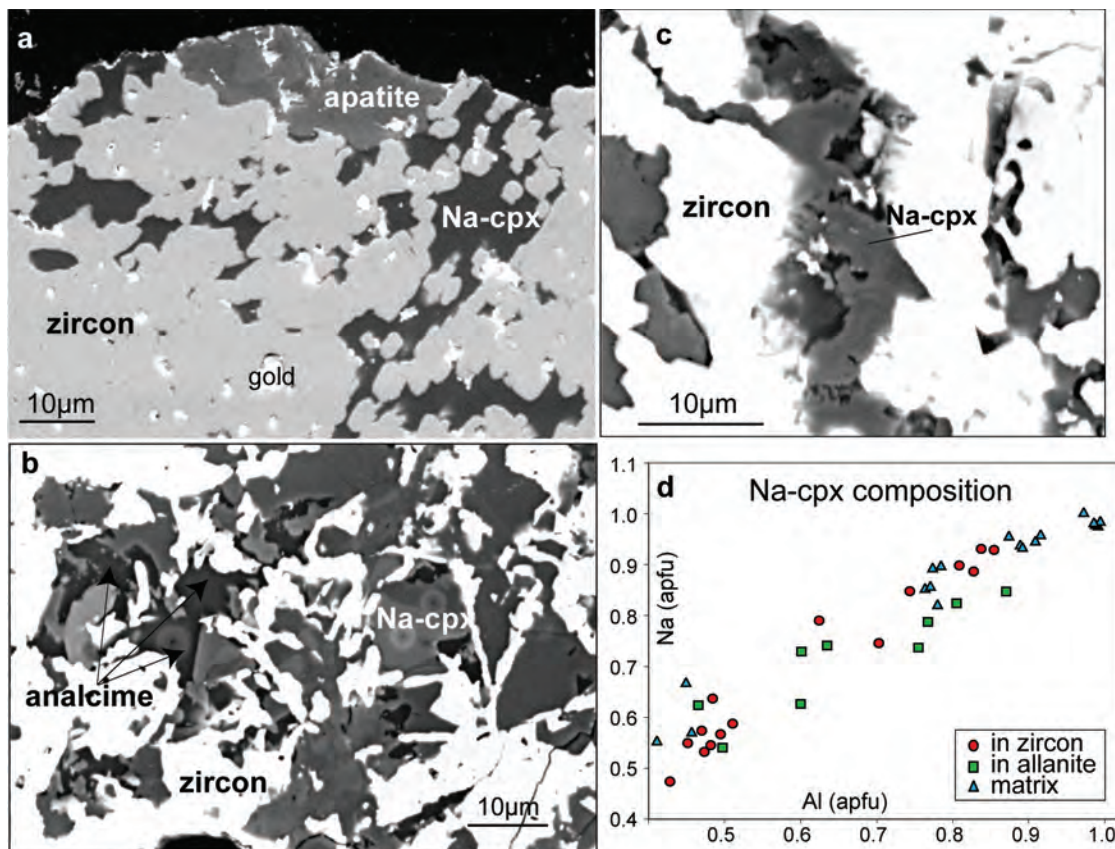 a
apatite
Na-cpx
zircon
gold
10µm
b
Na-cpx
analcime
zircon
10µm
c
zircon
Na-cpx
10µm
d
Na-cpx composition
1.1
1.0
0.9
0.8
0.7
0.6
0.5
0.4
Na (apfu)
Al (apfu)
0.5 0.6 0.7 0.8 0.9 1.0
in zircon
in allanite
matrix